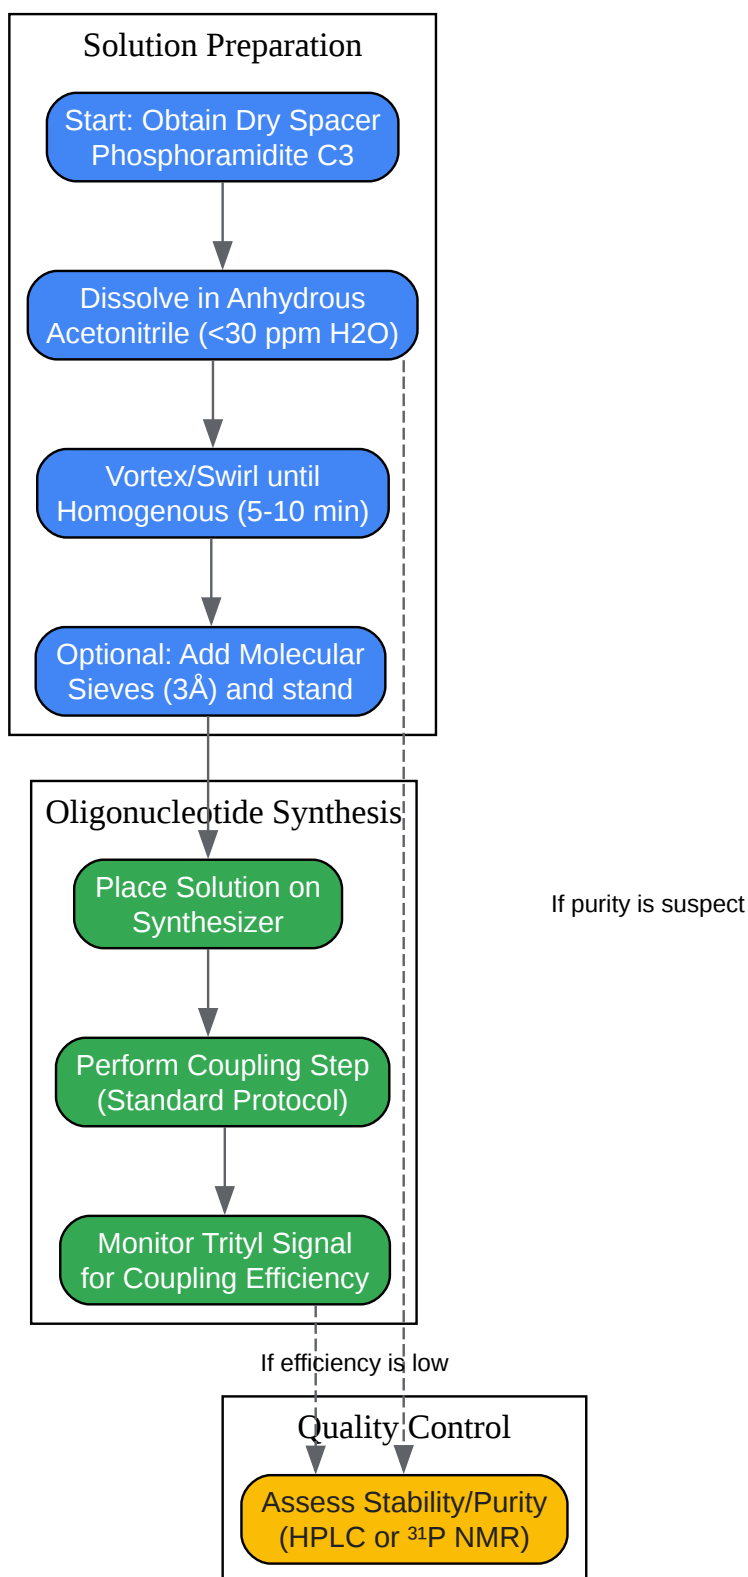 Solution Preparation
Start: Obtain Dry Spacer
Phosphoramidite C3
Dissolve in Anhydrous
Acetonitrile (<30 ppm H2O)
Vortex/Swirl until
Homogenous (5-10 min)
Optional: Add Molecular
Sieves (3Å) and stand
Oligonucleotide Synthesis
Place Solution on
Synthesizer
If purity is suspect
Perform Coupling Step
(Standard Protocol)
Monitor Trityl Signal
for Coupling Efficiency
If efficiency is low
Quality Control
Assess Stability/Purity
(HPLC or ³¹P NMR)